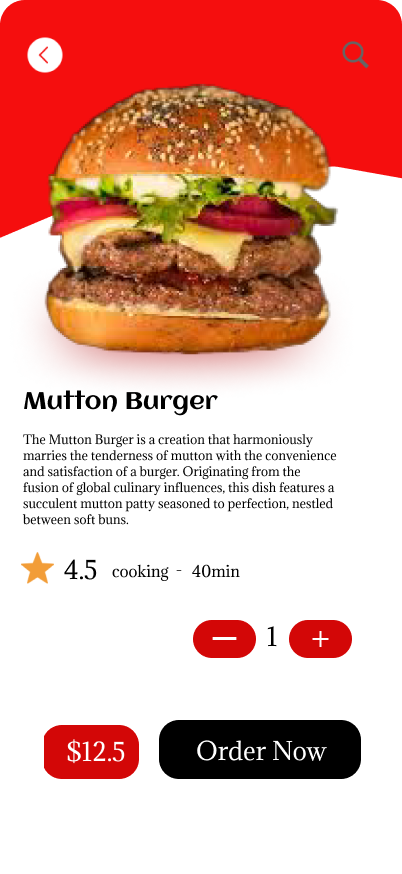 Mutton Burger
The Mutton Burger is a creation that harmoniously
marries the tenderness of mutton with the convenience
and satisfaction of a burger. Originating from the
fusion of global culinary influences, this dish features a
succulent mutton patty seasoned to perfection, nestled
between soft buns.
4.5 cooking - 40min
1
$12.5 Order Now